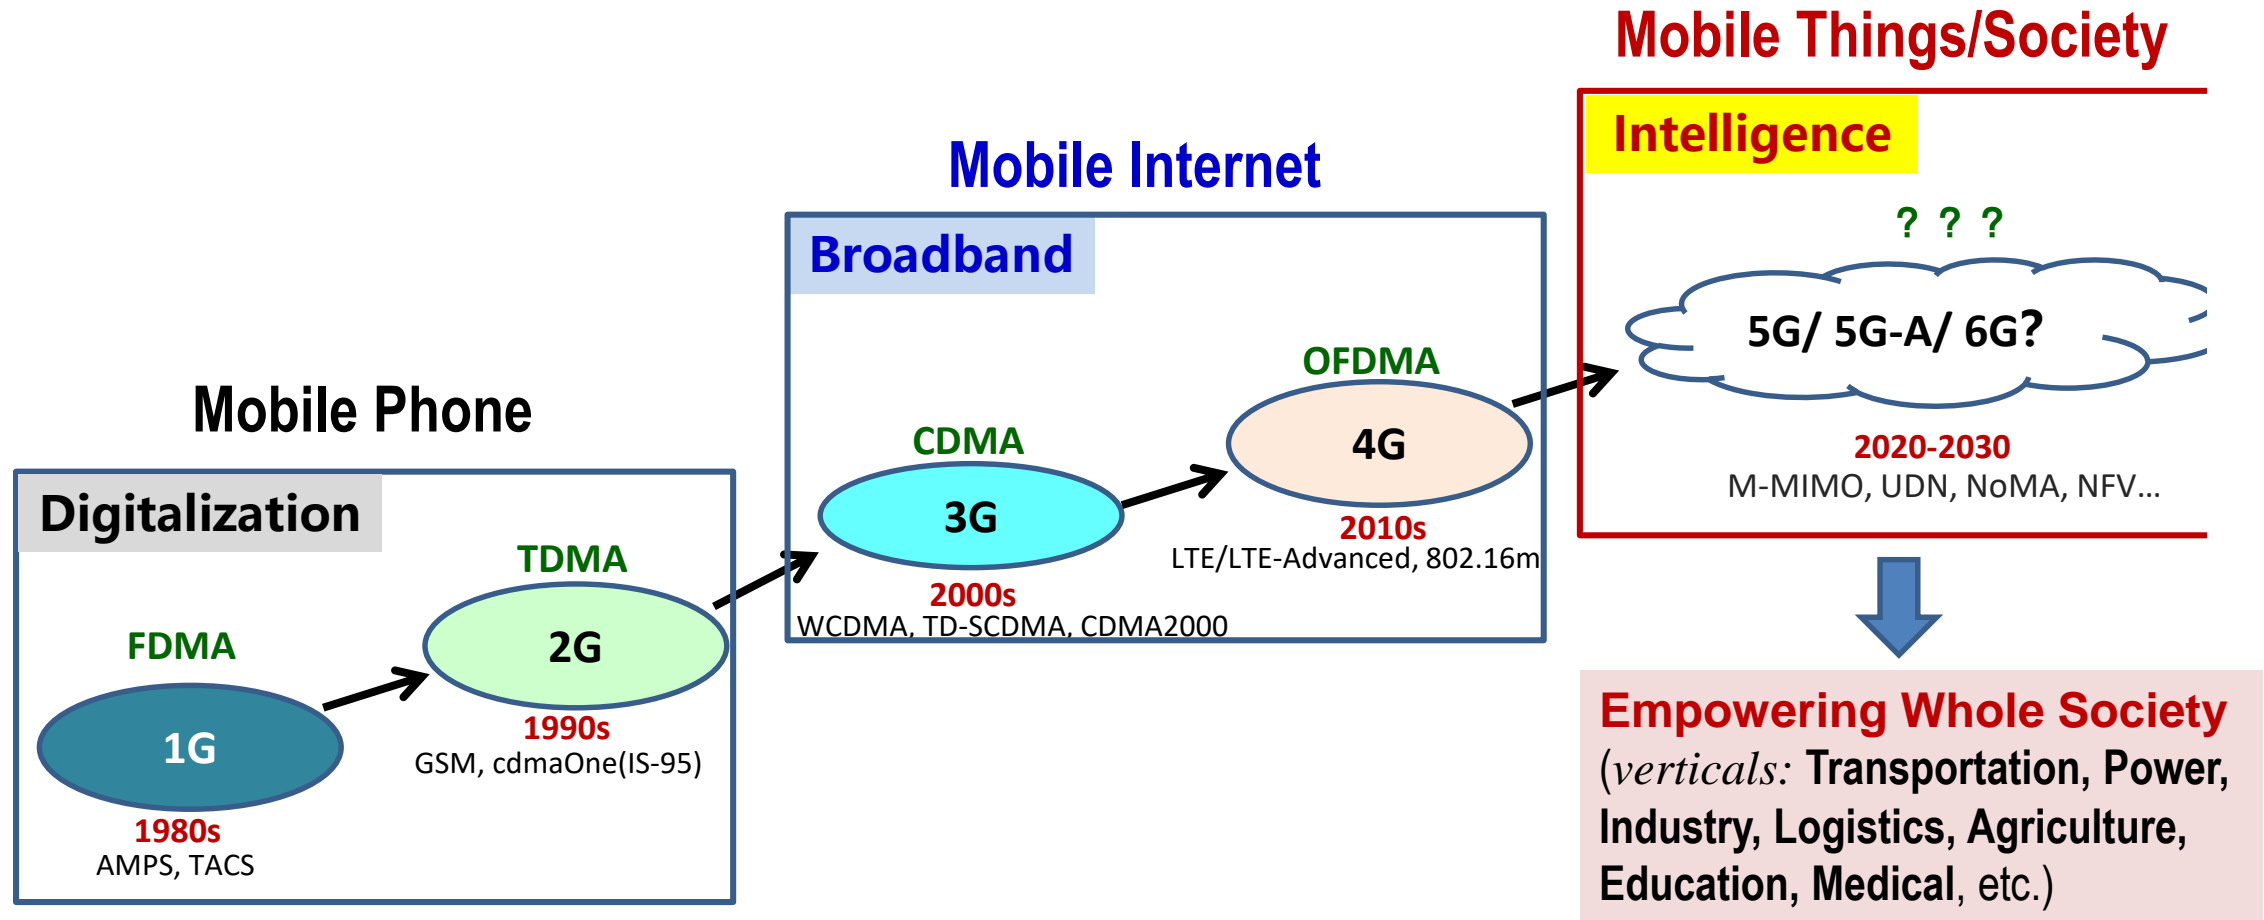 Mobile Phone
Digitalization
FDMA
1G
1980s
AMPS, TACS
TDMA
2G
1990s
GSM, cdmaOne(IS-95)
Mobile Internet
Broadband
CDMA
3G
2000s
WCDMA, TD-SCDMA, CDMA2000
OFDMA
4G
2010s
LTE/LTE-Advanced, 802.16m
Mobile Things/Society
Intelligence
? ? ?
5G/ 5G-A/ 6G?
2020-2030
M-MIMO, UDN, NoMA, NFV...
Empowering Whole Society
(verticals: Transportation, Power,
Industry, Logistics, Agriculture,
Education, Medical, etc.)